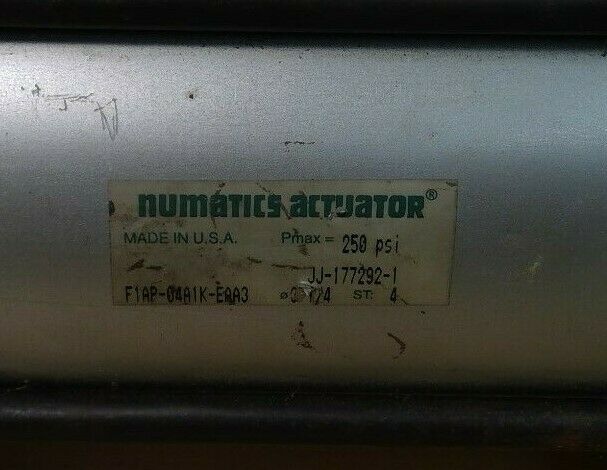 numatics actuator®
MADE IN U.S.A. Pmax = 250 psi
JJ-177292-1
F1AP-04A1K-EAA3 ST: 4